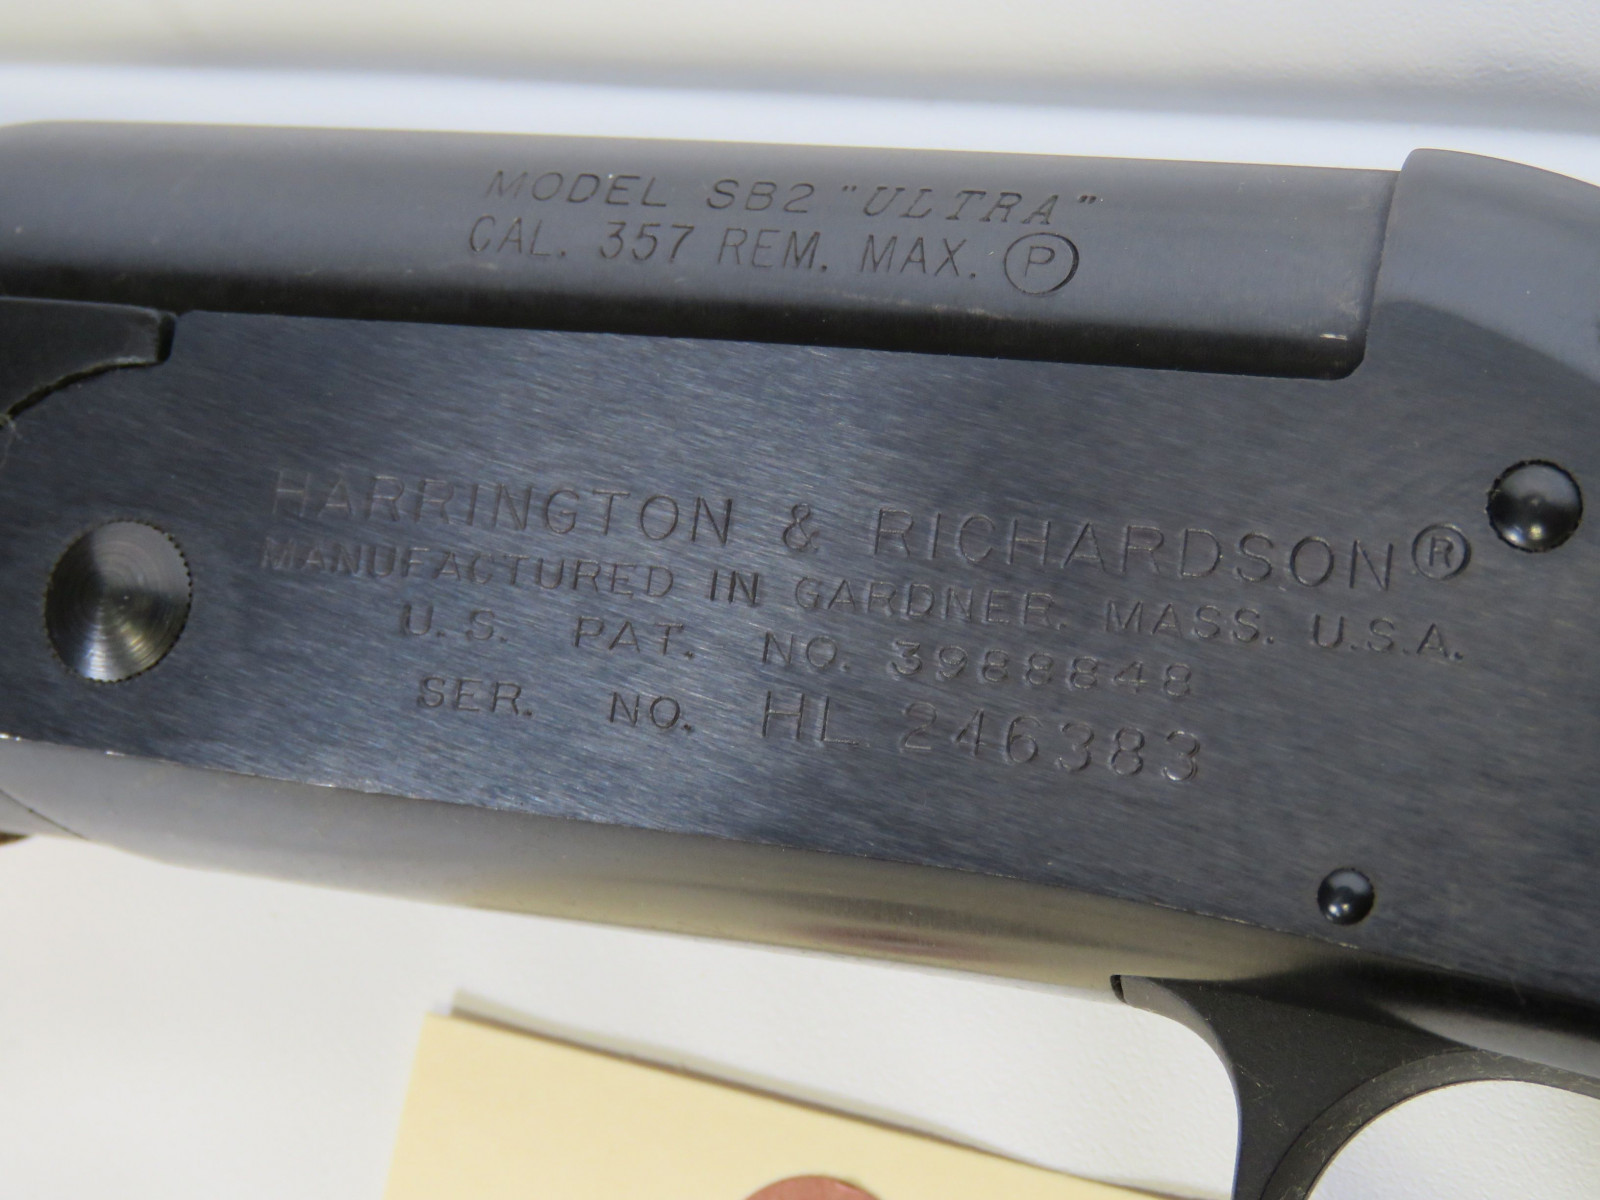 MODEL SB2 "ULTRA"
CAL. 357 REM. MAX. Ⓟ
HARRINGTON & RICHARDSON®
MANUFACTURED IN GARDNER, MASS. U.S.A.
U.S. PAT. NO. 3988848
SER. NO. HL 246383